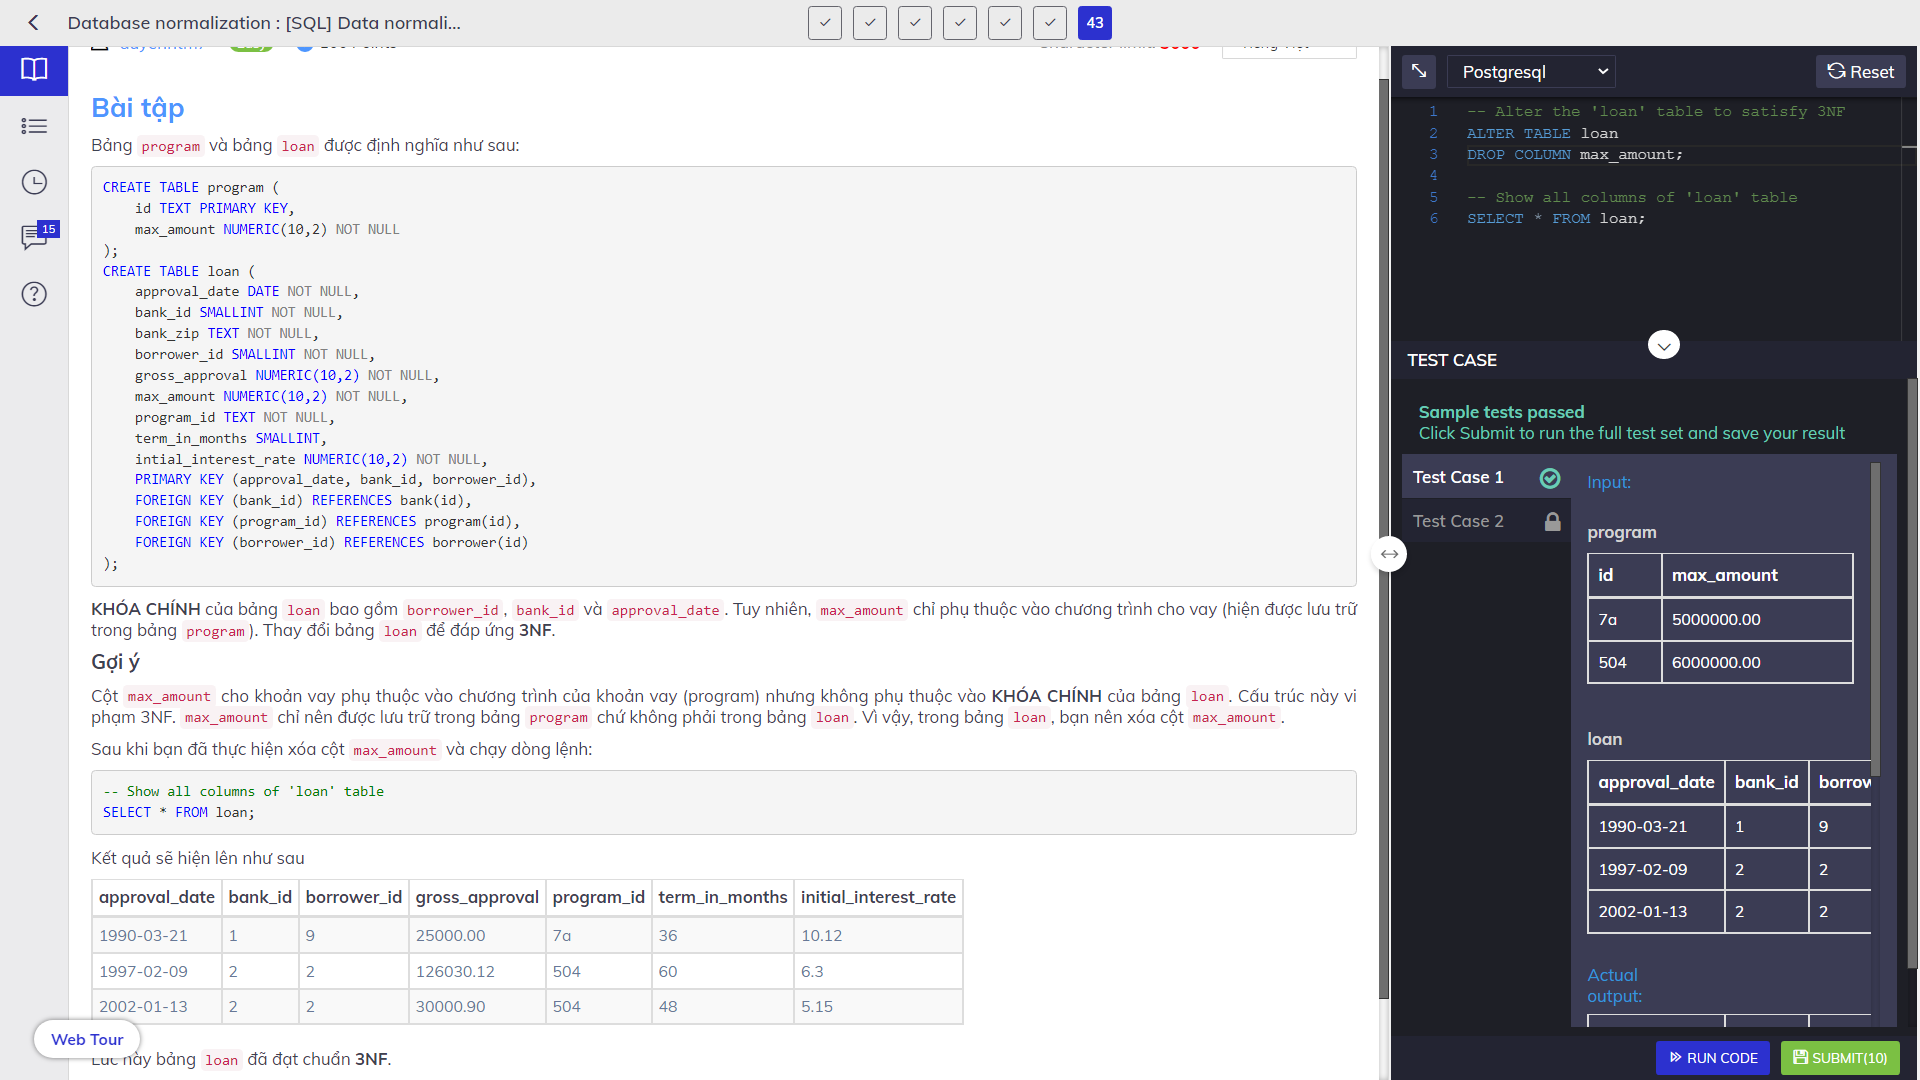 Database normalization : [SQL] Data normali...
43
Bài tập
Bảng program và bảng loan được định nghĩa như sau:
CREATE TABLE program (
id TEXT PRIMARY KEY,
max_amount NUMERIC(10,2) NOT NULL
);
CREATE TABLE loan (
approval_date DATE NOT NULL,
bank_id SMALLINT NOT NULL,
bank_zip TEXT NOT NULL,
borrower_id SMALLINT NOT NULL,
gross_approval NUMERIC(10,2) NOT NULL,
max_amount NUMERIC(10,2) NOT NULL,
program_id TEXT NOT NULL,
term_in_months SMALLINT,
intial_interest_rate NUMERIC(10,2) NOT NULL,
PRIMARY KEY (approval_date, bank_id, borrower_id),
FOREIGN KEY (bank_id) REFERENCES bank(id),
FOREIGN KEY (program_id) REFERENCES program(id),
FOREIGN KEY (borrower_id) REFERENCES borrower(id)
);
KHÓA CHÍNH của bảng loan bao gồm borrower_id, bank_id và approval_date. Tuy nhiên, max_amount chỉ phụ thuộc vào chương trình cho vay (hiện được lưu trữ
trong bảng program). Thay đổi bảng loan để đáp ứng 3NF.
Gợi ý
Cột max_amount cho khoản vay phụ thuộc vào chương trình của khoản vay (program) nhưng không phụ thuộc vào KHÓA CHÍNH của bảng loan. Cấu trúc này vi
phạm 3NF. max_amount chỉ nên được lưu trữ trong bảng program chứ không phải trong bảng loan. Vì vậy, trong bảng loan, bạn nên xóa cột max_amount.
Sau khi bạn đã thực hiện xóa cột max_amount và chạy dòng lệnh:
-- Show all columns of 'loan' table
SELECT * FROM loan;
Kết quả sẽ hiện lên như sau
approval_date bank_id borrower_id gross_approval program_id term_in_months initial_interest_rate
1990-03-21 1 9 25000.00 7a 36 10.12
1997-02-09 2 2 126030.12 504 60 6.3
2002-01-13 2 2 30000.90 504 48 5.15
Lúc này bảng loan đã đạt chuẩn 3NF.
15
Web Tour
Postgresql
Reset
1 -- Alter the 'loan' table to satisfy 3NF
2 ALTER TABLE loan
3 DROP COLUMN max_amount;
4
5 -- Show all columns of 'loan' table
6 SELECT * FROM loan;
TEST CASE
Sample tests passed
Click Submit to run the full test set and save your result
Test Case 1
Test Case 2
Input:
program
id max_amount
7a 5000000.00
504 6000000.00
loan
approval_date bank_id borrow
1990-03-21 1 9
1997-02-09 2 2
2002-01-13 2 2
Actual
output:
RUN CODE
SUBMIT(10)